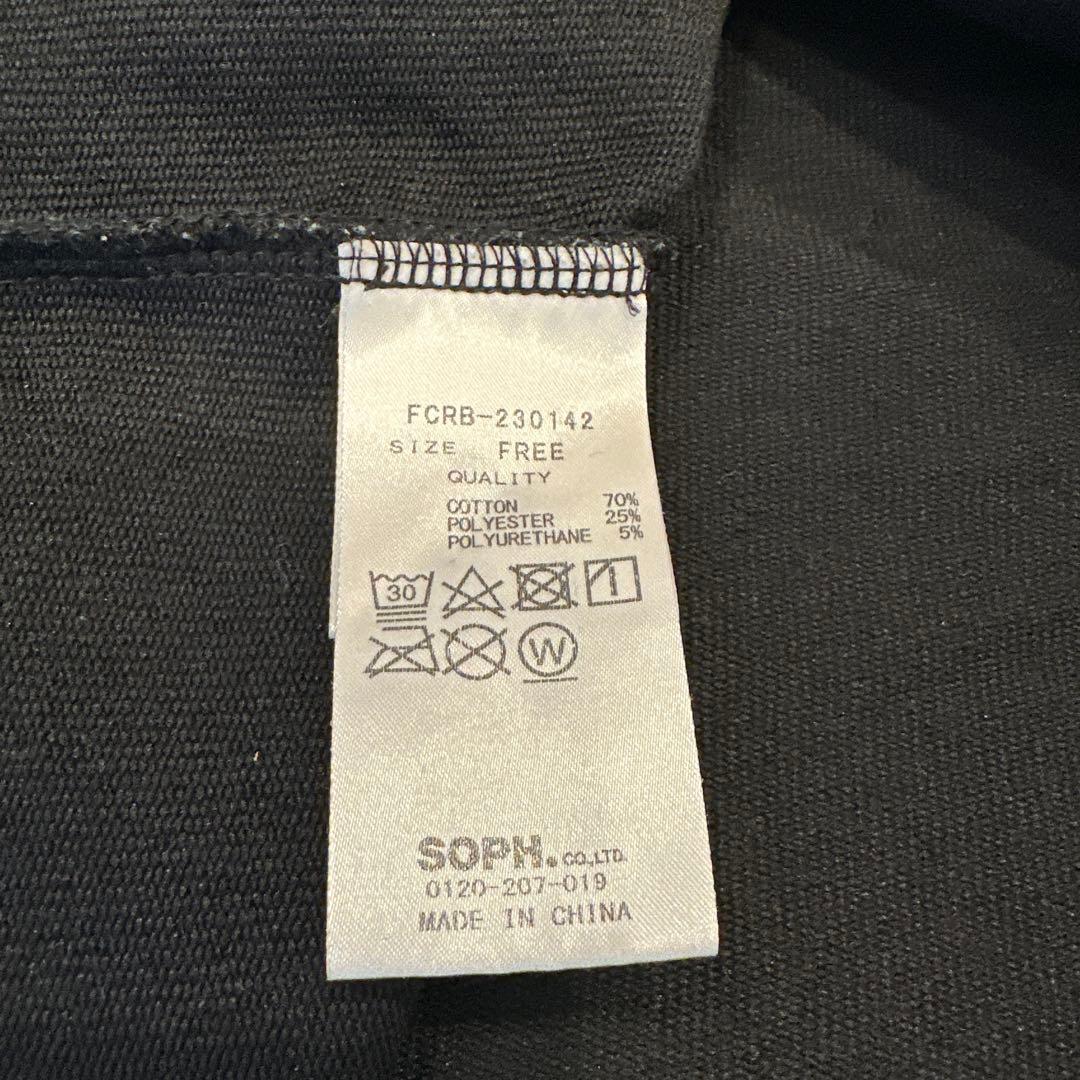 FCRB-230142
SIZE FREE
QUALITY
COTTON 70%
POLYESTER 25%
POLYURETHANE 5%
30
W
SOPH. CO.,LTD.
0120-207-019
MADE IN CHINA